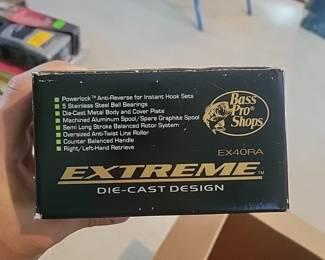 Powerlock™ Anti-Reverse for Instant Hook Sets
5 Stainless Steel Ball Bearings
Die-Cast Metal Body and Cover Plate
Machined Aluminum Spool/Spare Graphite Spool
Semi Long Stroke Balanced Rotor System
Oversized Anti-Twist Line Roller
Counter Balanced Handle
Right/Left-Hand Retrieve
Bass
Pro
Shops
EX40RA
EXTREME™
DIE-CAST DESIGN